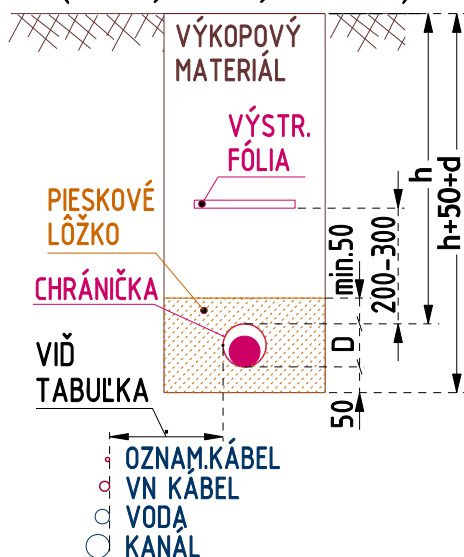 VÝKOPOVÝ
MATERIÁL
VÝSTR.
FÓLIA
PIESKOVÉ
LÔŽKO
CHRÁNIČKA
VIĎ
TABUĽKA
OZNAM.KÁBEL
VN KÁBEL
VODA
KANÁL
min.50
200-300
h
h+50+d
D
50